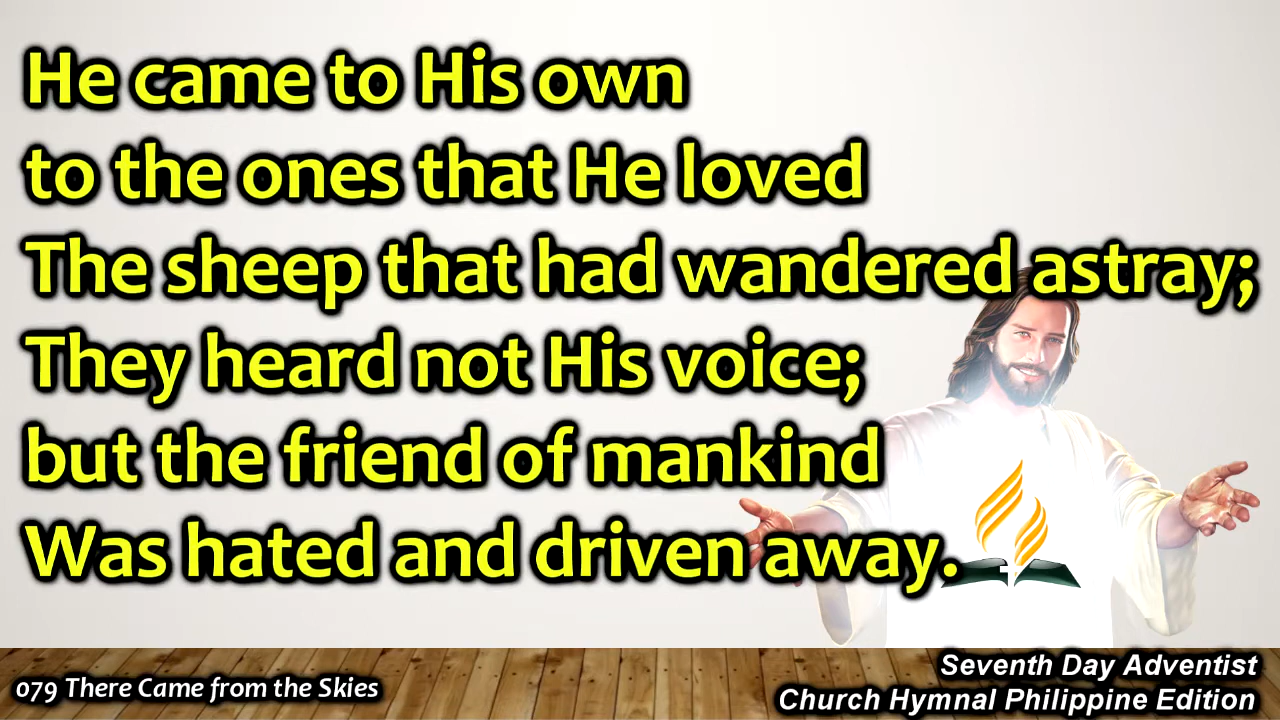 He came to His own
to the ones that He loved
The sheep that had wandered astray;
They heard not His voice;
but the friend of mankind
Was hated and driven away.
079 There Came from the Skies
Seventh Day Adventist
Church Hymnal Philippine Edition